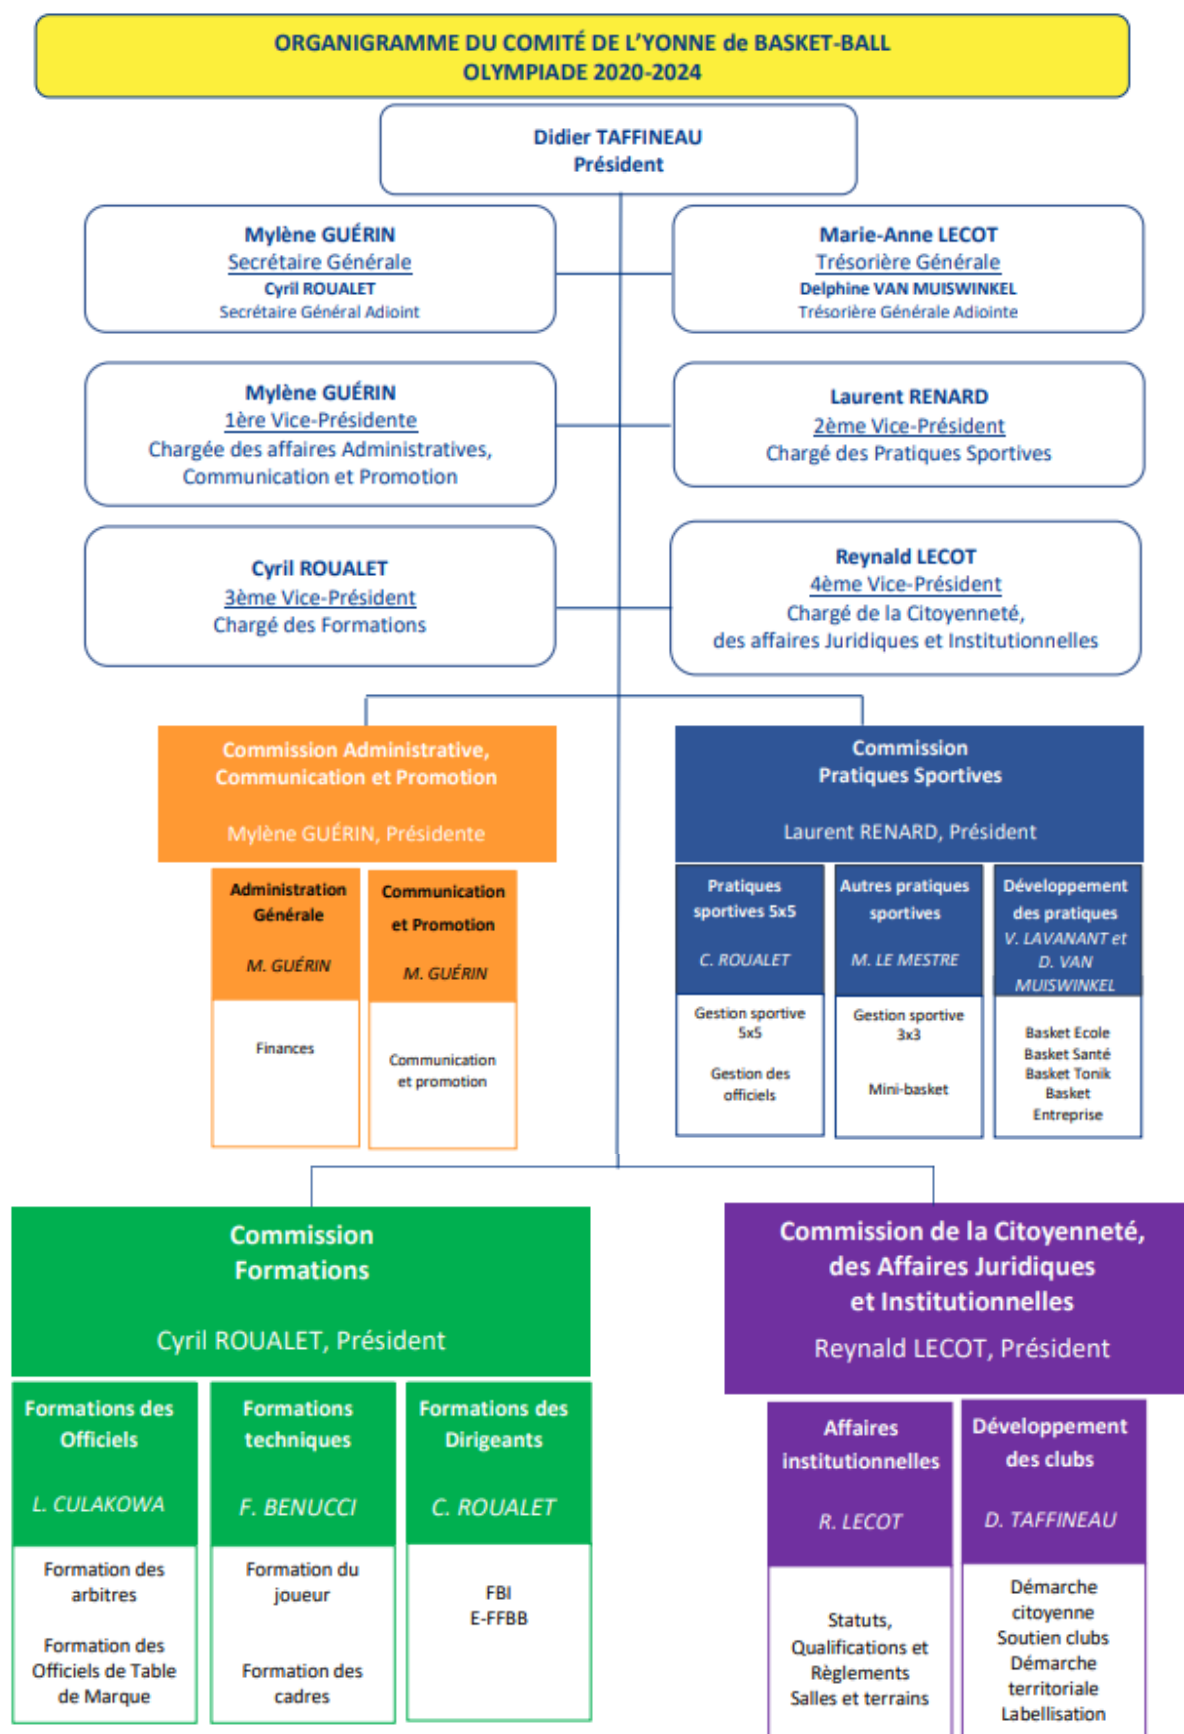 ORGANIGRAMME DU COMITÉ DE L'YONNE de BASKET-BALL
OLYMPIADE 2020-2024
Didier TAFFINEAU
Président
Mylène GUÉRIN
Secrétaire Générale
Cyril ROUALET
Secrétaire Général Adioint
Marie-Anne LECOT
Trésorière Générale
Delphine VAN MUISWINKEL
Trésorière Générale Adiointe
Mylène GUÉRIN
1ère Vice-Présidente
Chargée des affaires Administratives,
Communication et Promotion
Laurent RENARD
2ème Vice-Président
Chargé des Pratiques Sportives
Cyril ROUALET
3ème Vice-Président
Chargé des Formations
Reynald LECOT
4ème Vice-Président
Chargé de la Citoyenneté,
des affaires Juridiques et Institutionnelles
Commission Administrative,
Communication et Promotion
Mylène GUÉRIN, Présidente
Administration
Générale
M. GUÉRIN
Finances
Communication
et Promotion
M. GUÉRIN
Communication
et promotion
Commission
Pratiques Sportives
Laurent RENARD, Président
Pratiques
sportives 5x5
C. ROUALET
Gestion sportive
5x5
Gestion des
officiels
Autres pratiques
sportives
M. LE MESTRE
Gestion sportive
3x3
Mini-basket
Développement
des pratiques
V. LAVANANT et
D. VAN
MUISWINKEL
Basket Ecole
Basket Santé
Basket Tonik
Basket
Entreprise
Commission
Formations
Cyril ROUALET, Président
Formations des
Officiels
L. CULAKOWA
Formation des
arbitres
Formation des
Officiels de Table
de Marque
Formations
techniques
F. BENUCCI
Formation du
joueur
Formation des
cadres
Formations des
Dirigeants
C. ROUALET
FBI
E-FFBB
Commission de la Citoyenneté,
des Affaires Juridiques
et Institutionnelles
Reynald LECOT, Président
Affaires
institutionnelles
R. LECOT
Statuts,
Qualifications et
Règlements
Salles et terrains
Développement
des clubs
D. TAFFINEAU
Démarche
citoyenne
Soutien clubs
Démarche
territoriale
Labellisation